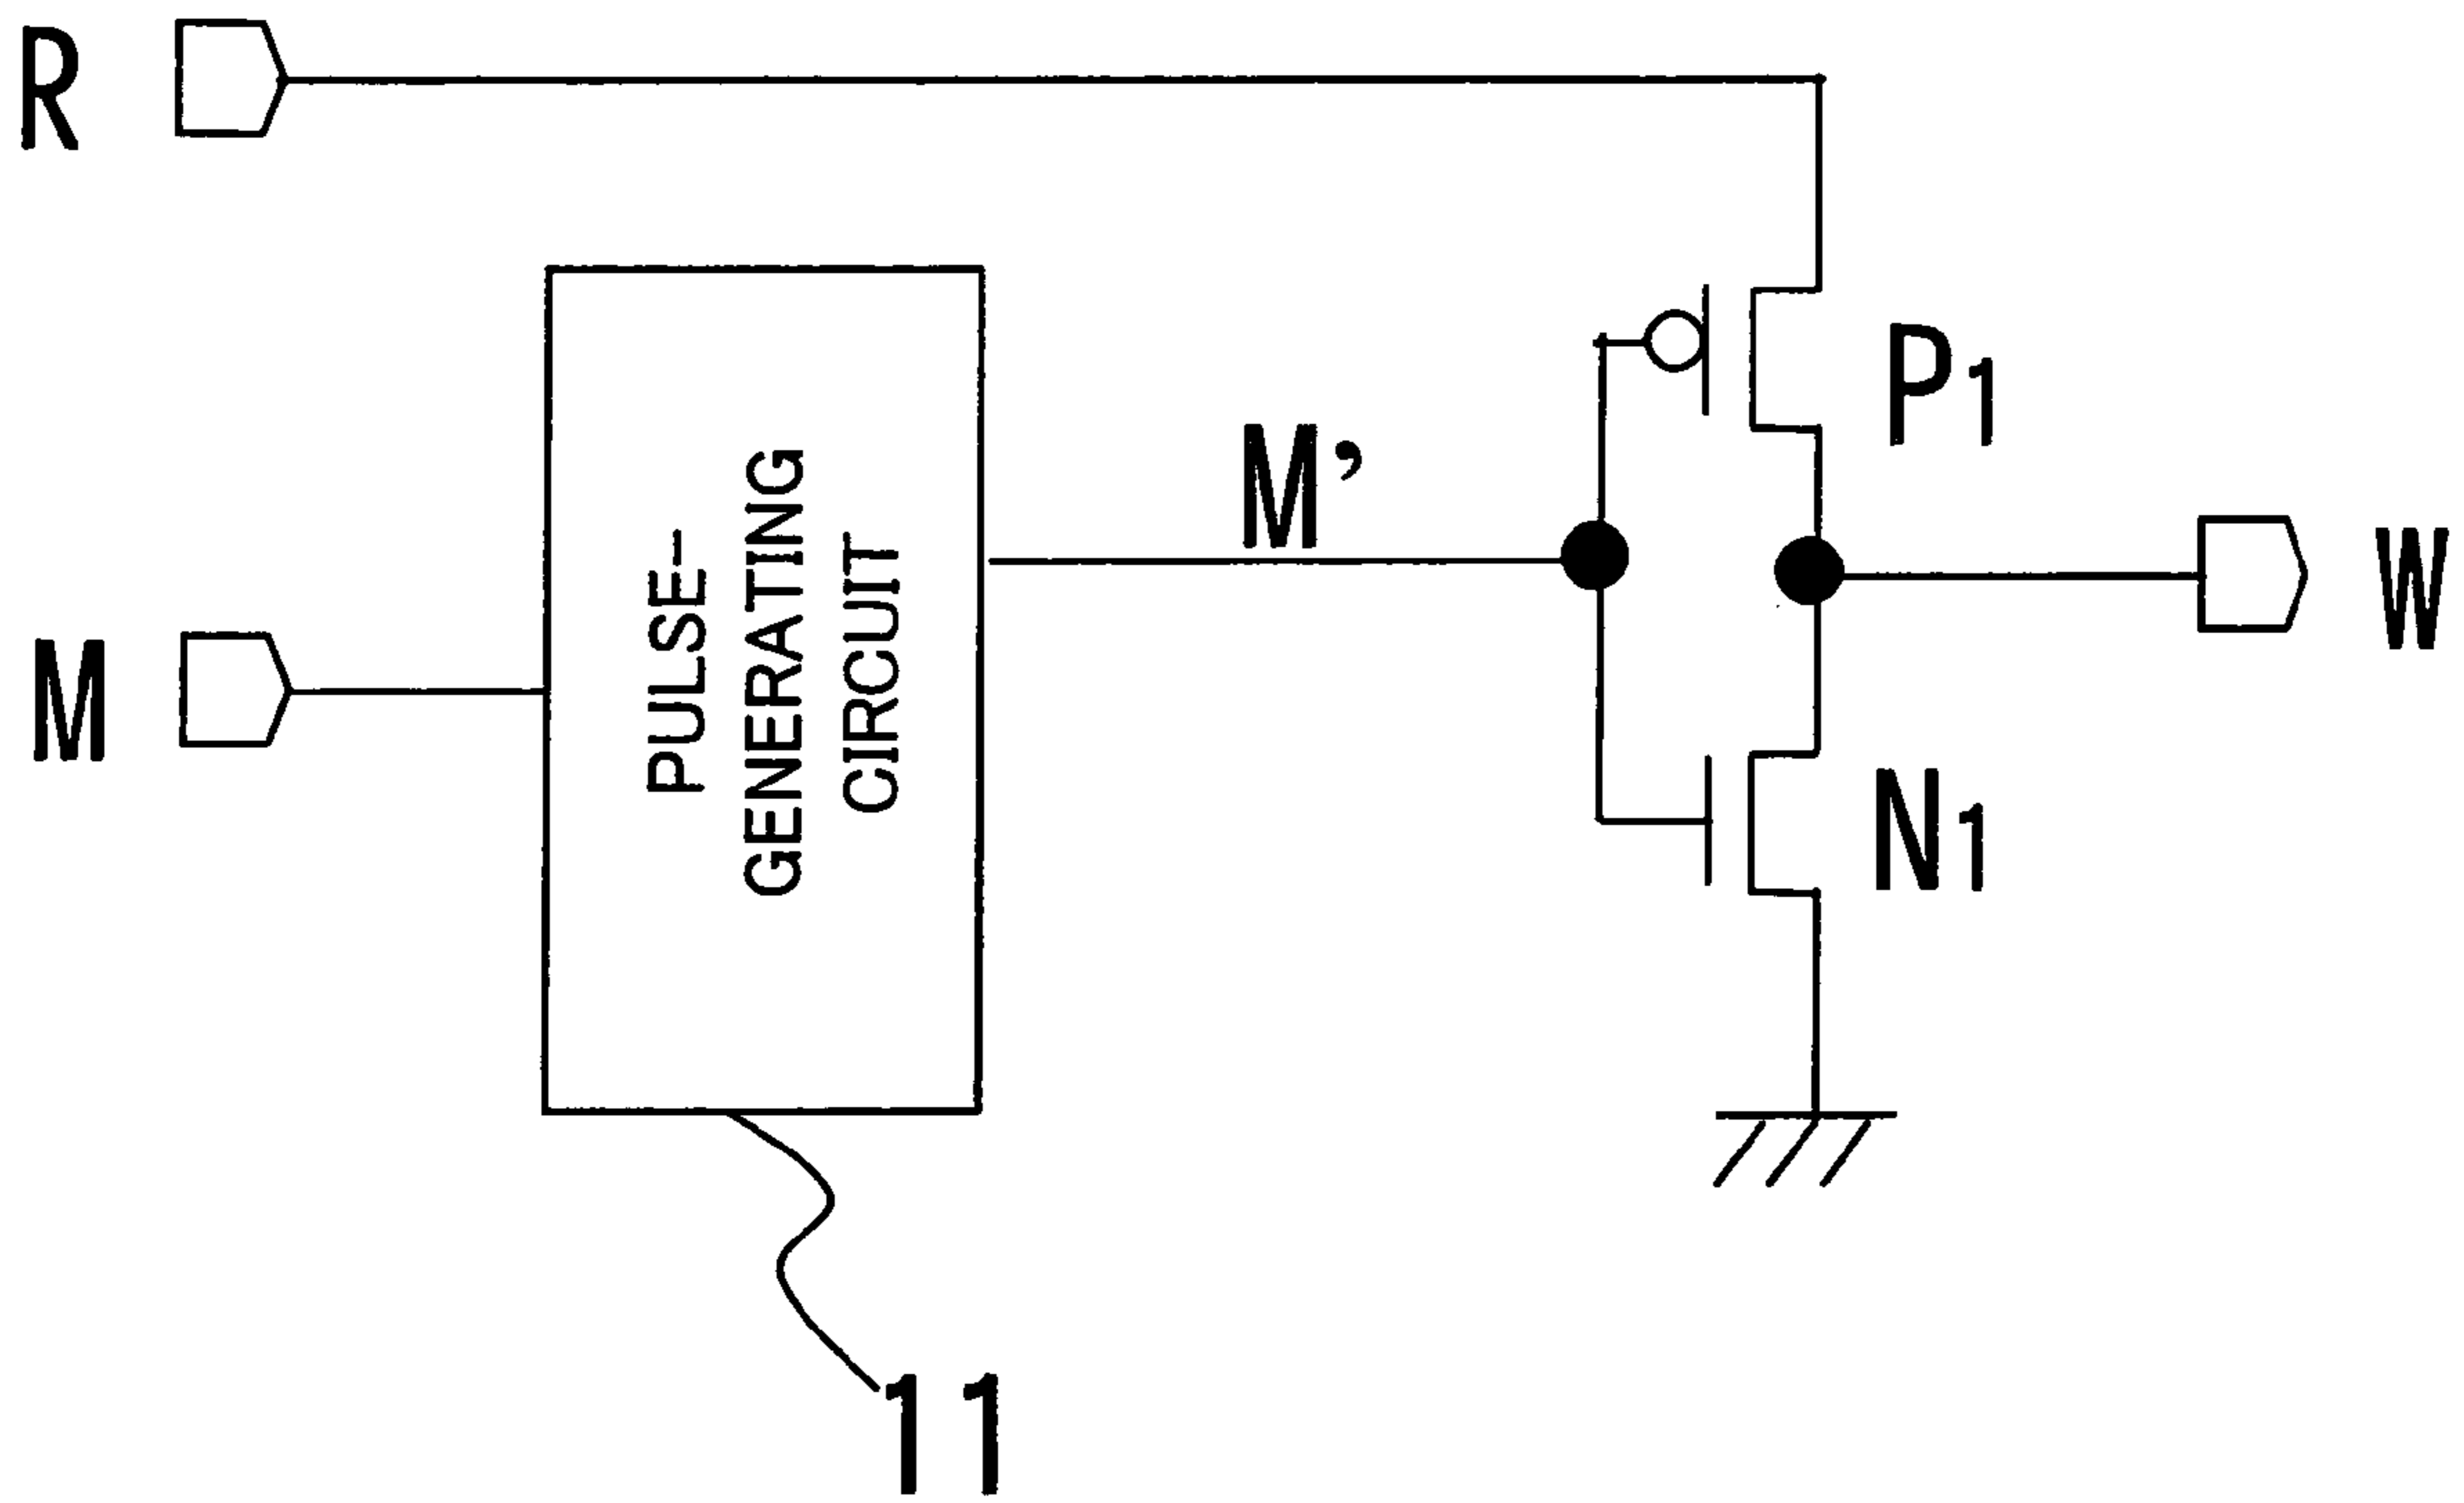 R
P1
M’
W
M
PULSE-
GENERATING
CIRCUIT
N1
11